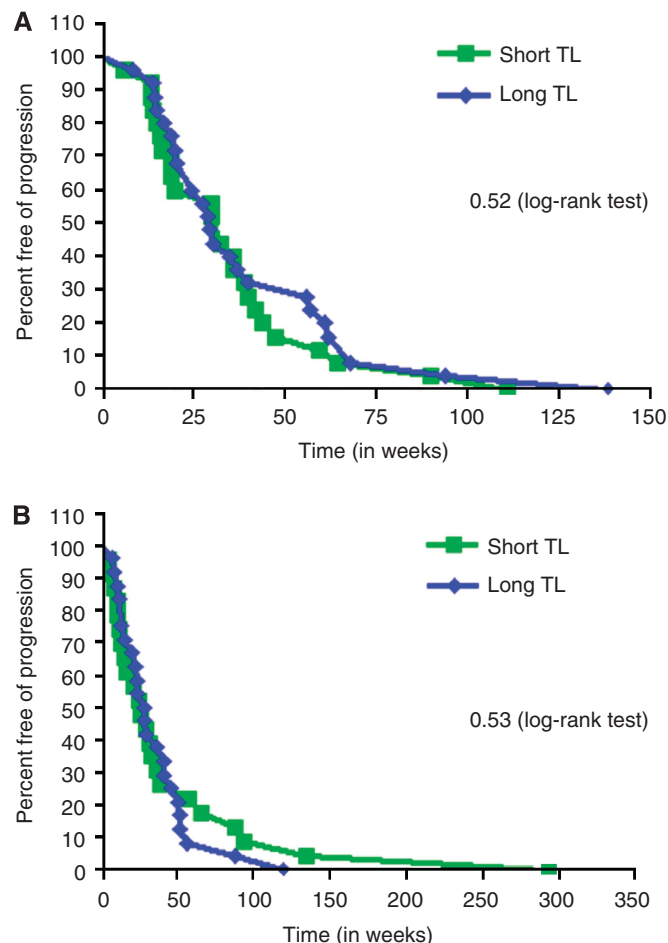 A
110
100
90
80
70
60
50
40
30
20
10
0
Percent free of progression
Short TL
Long TL
0.52 (log-rank test)
0 25 50 75 100 125 150
Time (in weeks)
B
110
100
90
80
70
60
50
40
30
20
10
0
Percent free of progression
Short TL
Long TL
0.53 (log-rank test)
0 50 100 150 200 250 300 350
Time (in weeks)